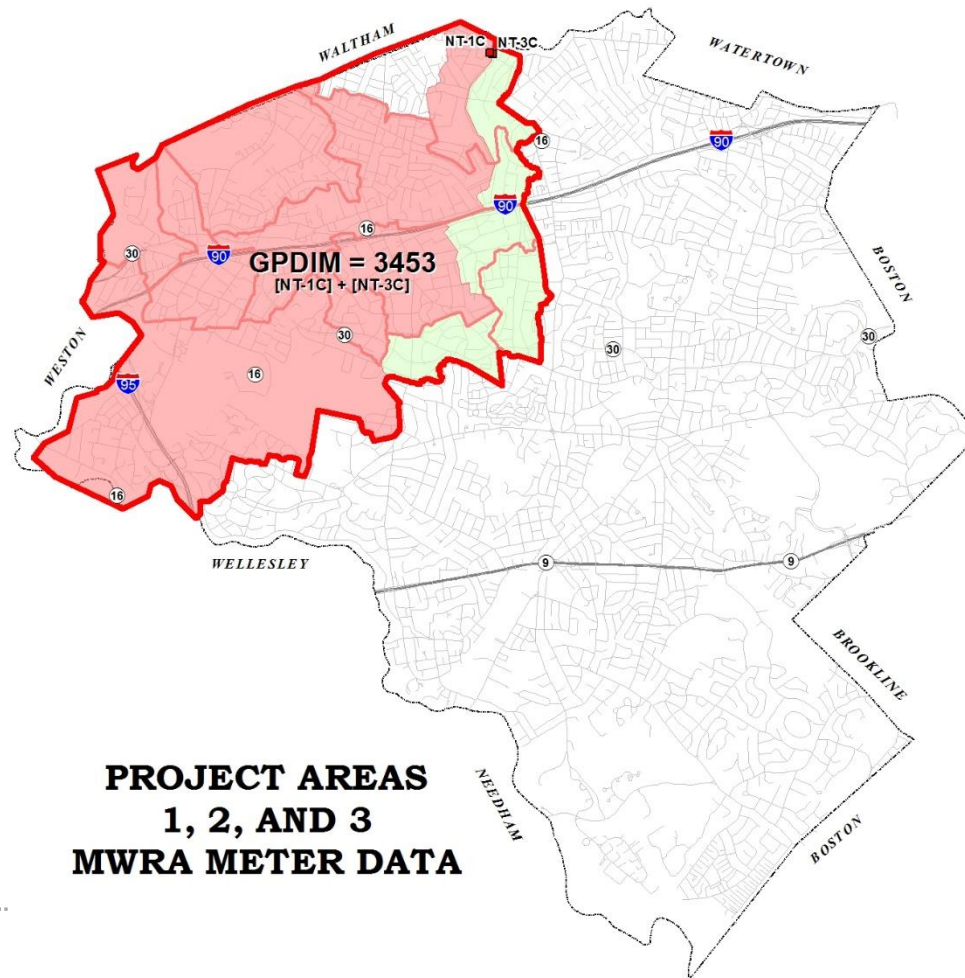 WALTHAM
NT-1C
NT-3C
WATERTOWN
16
90
90
30
16
90
GPDIM = 3453
[NT-1C] + [NT-3C]
BOSTON
30
30
30
WESTON
95
16
16
WELLESLEY
9
9
BROOKLINE
NEEDHAM
BOSTON
PROJECT AREAS
1, 2, AND 3
MWRA METER DATA